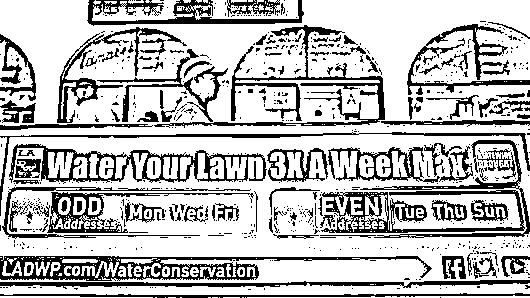 Water Your Lawn 3X A Week Max
ODD Addresses Mon Wed Fri
EVEN Addresses Tue Thu Sun
LADWP.com/WaterConservation